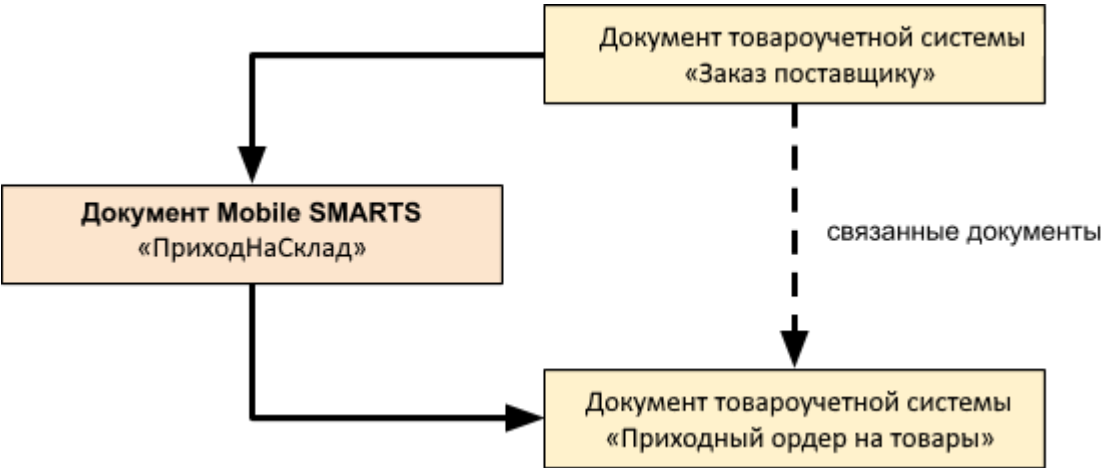 Документ товароучетной системы
«Заказ поставщику»
Документ Mobile SMARTS
«ПриходНаСклад»
связанные документы
Документ товароучетной системы
«Приходный ордер на товары»